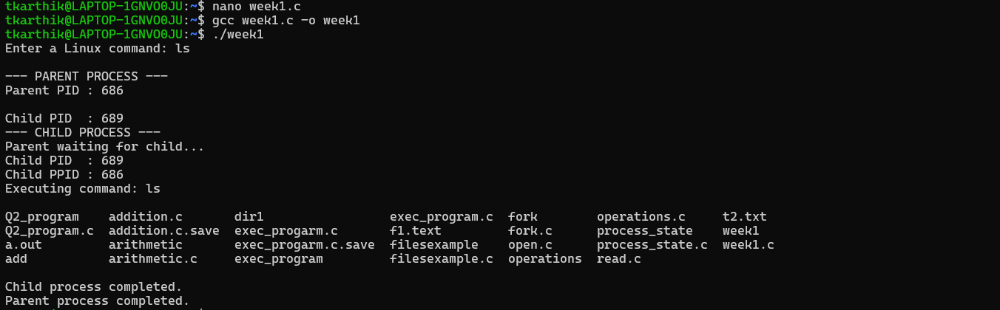 tkarthik@LAPTOP-1GNVO0JU:~$ nano week1.c
tkarthik@LAPTOP-1GNVO0JU:~$ gcc week1.c -o week1
tkarthik@LAPTOP-1GNVO0JU:~$ ./week1
Enter a Linux command: ls
--- PARENT PROCESS ---
Parent PID : 686
Child PID  : 689
--- CHILD PROCESS ---
Parent waiting for child...
Child PID  : 689
Child PPID : 686
Executing command: ls
Q2_program    addition.c       dir1                 exec_program.c  fork        operations.c     t2.txt
Q2_program.c  addition.c.save  exec_progarm.c       f1.text         fork.c      process_state    week1
a.out         arithmetic       exec_progarm.c.save  filesexample    open.c      process_state.c  week1.c
add           arithmetic.c     exec_program         filesexample.c  operations  read.c
Child process completed.
Parent process completed.